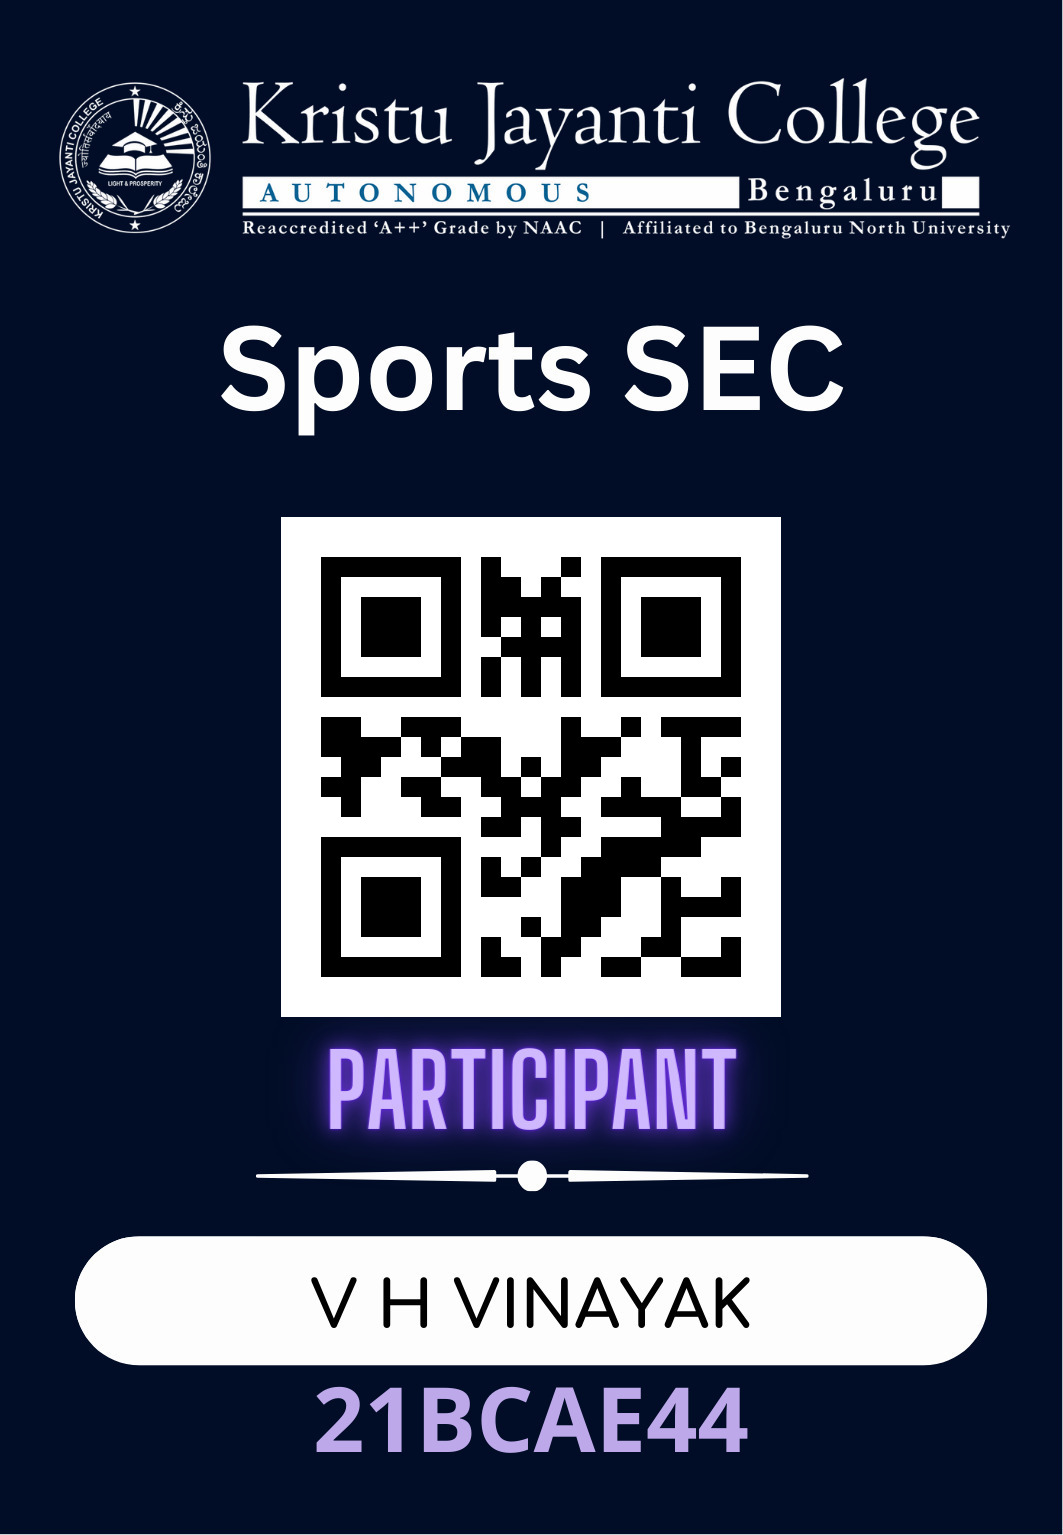 KRISTU JAYANTI COLLEGE
ಕ್ರಿಸ್ತು ಜಯಂತಿ ಕಾಲೇಜು
LIGHT & PROSPERITY
Kristu Jayanti College
AUTONOMOUS Bengaluru
Reaccredited ‘A++’ Grade by NAAC | Affiliated to Bengaluru North University
Sports SEC
PARTICIPANT
V H VINAYAK
21BCAE44